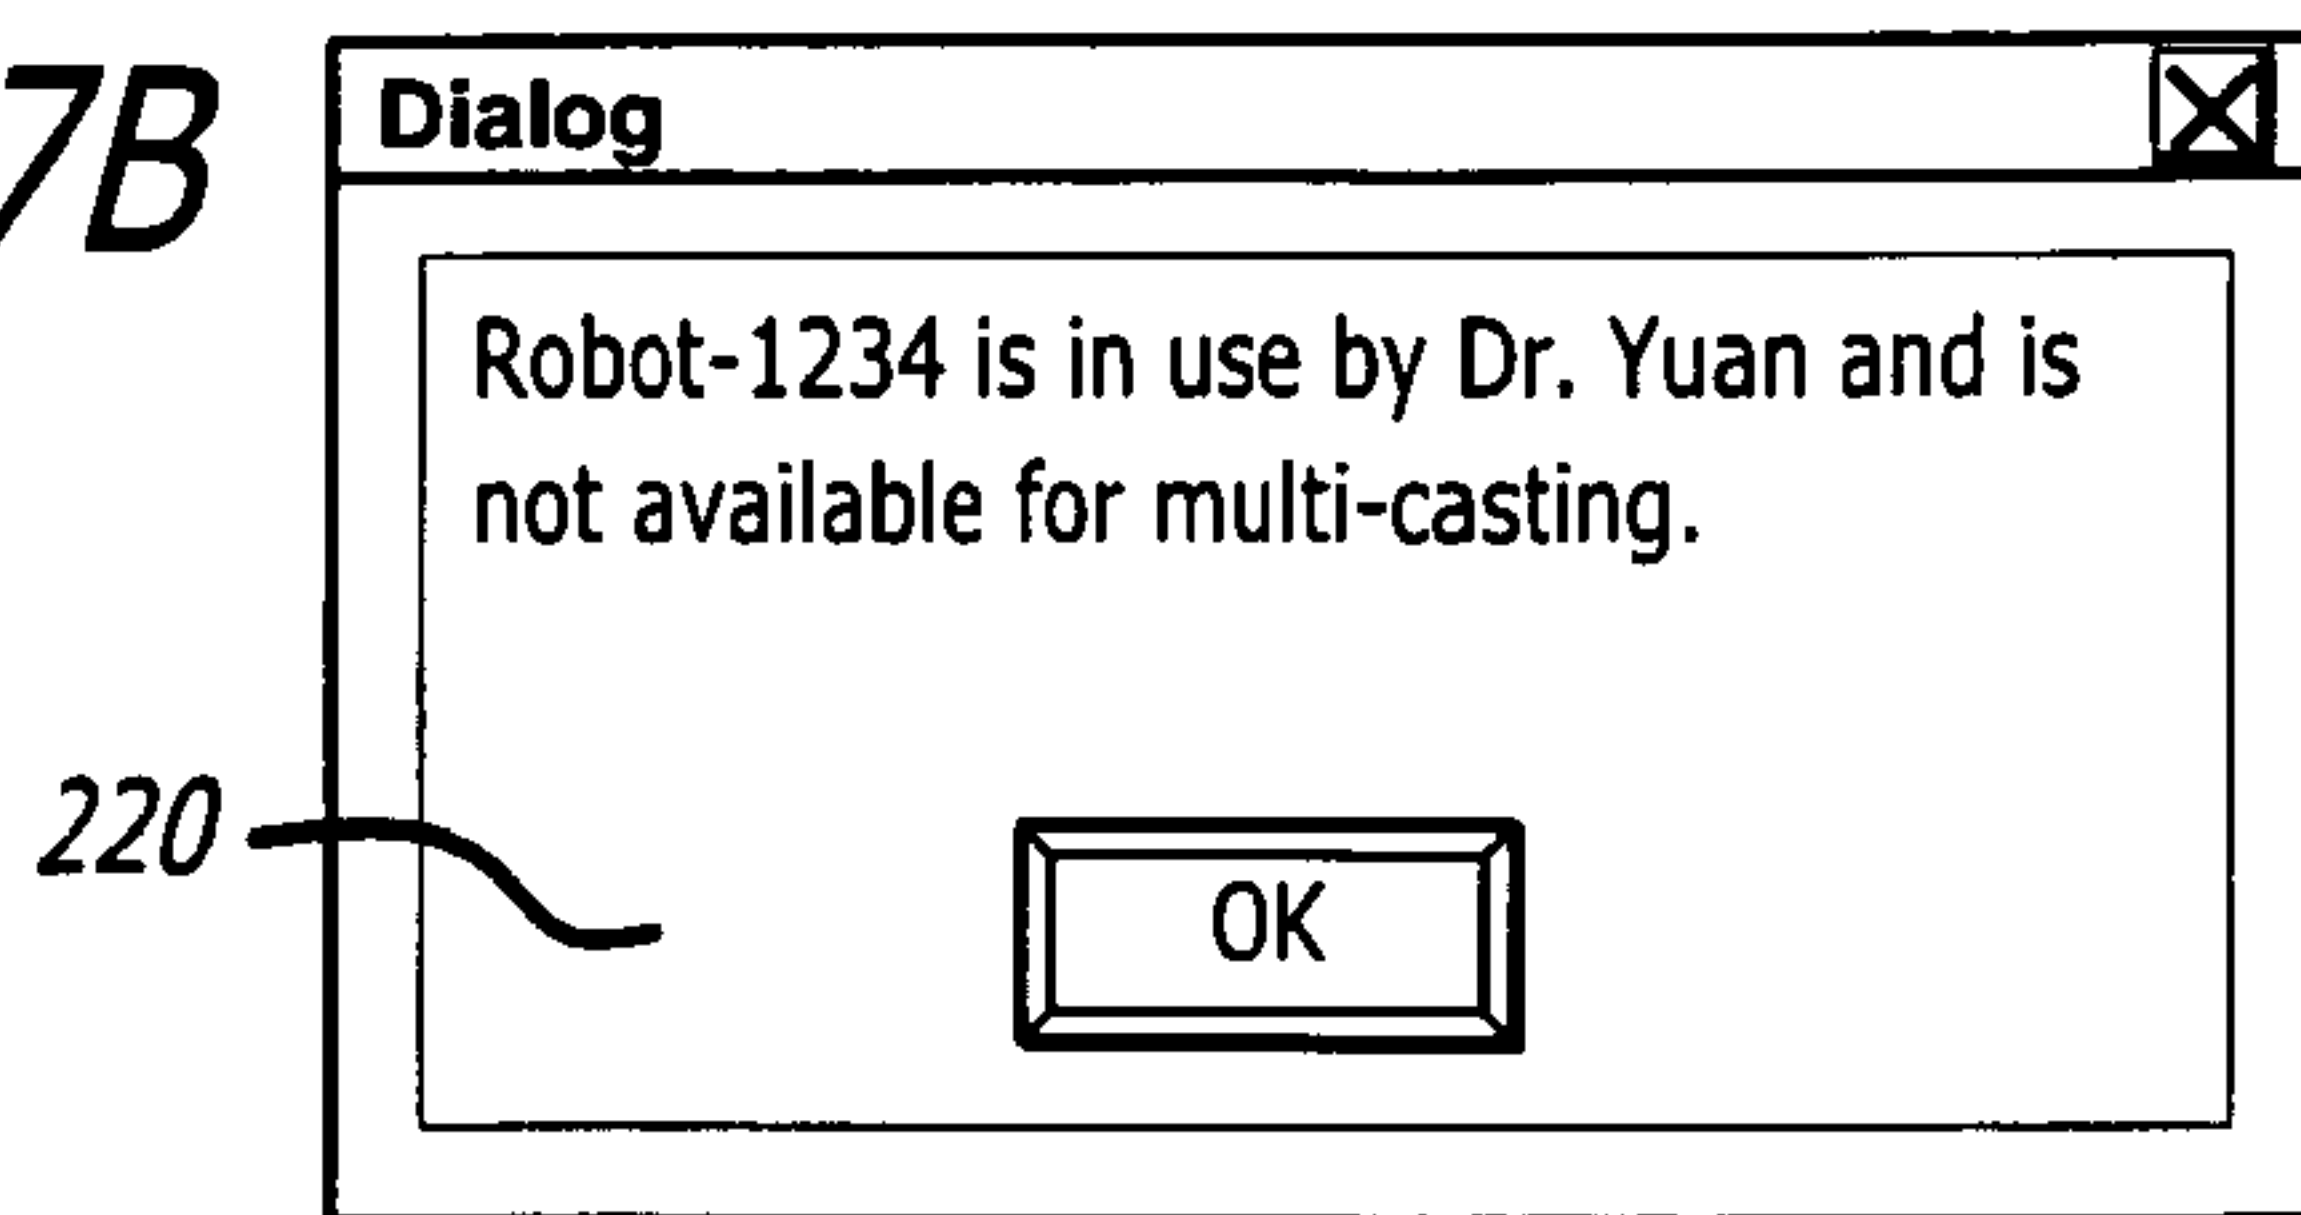 7B
Dialog
Robot-1234 is in use by Dr. Yuan and is
not available for multi-casting.
220
OK